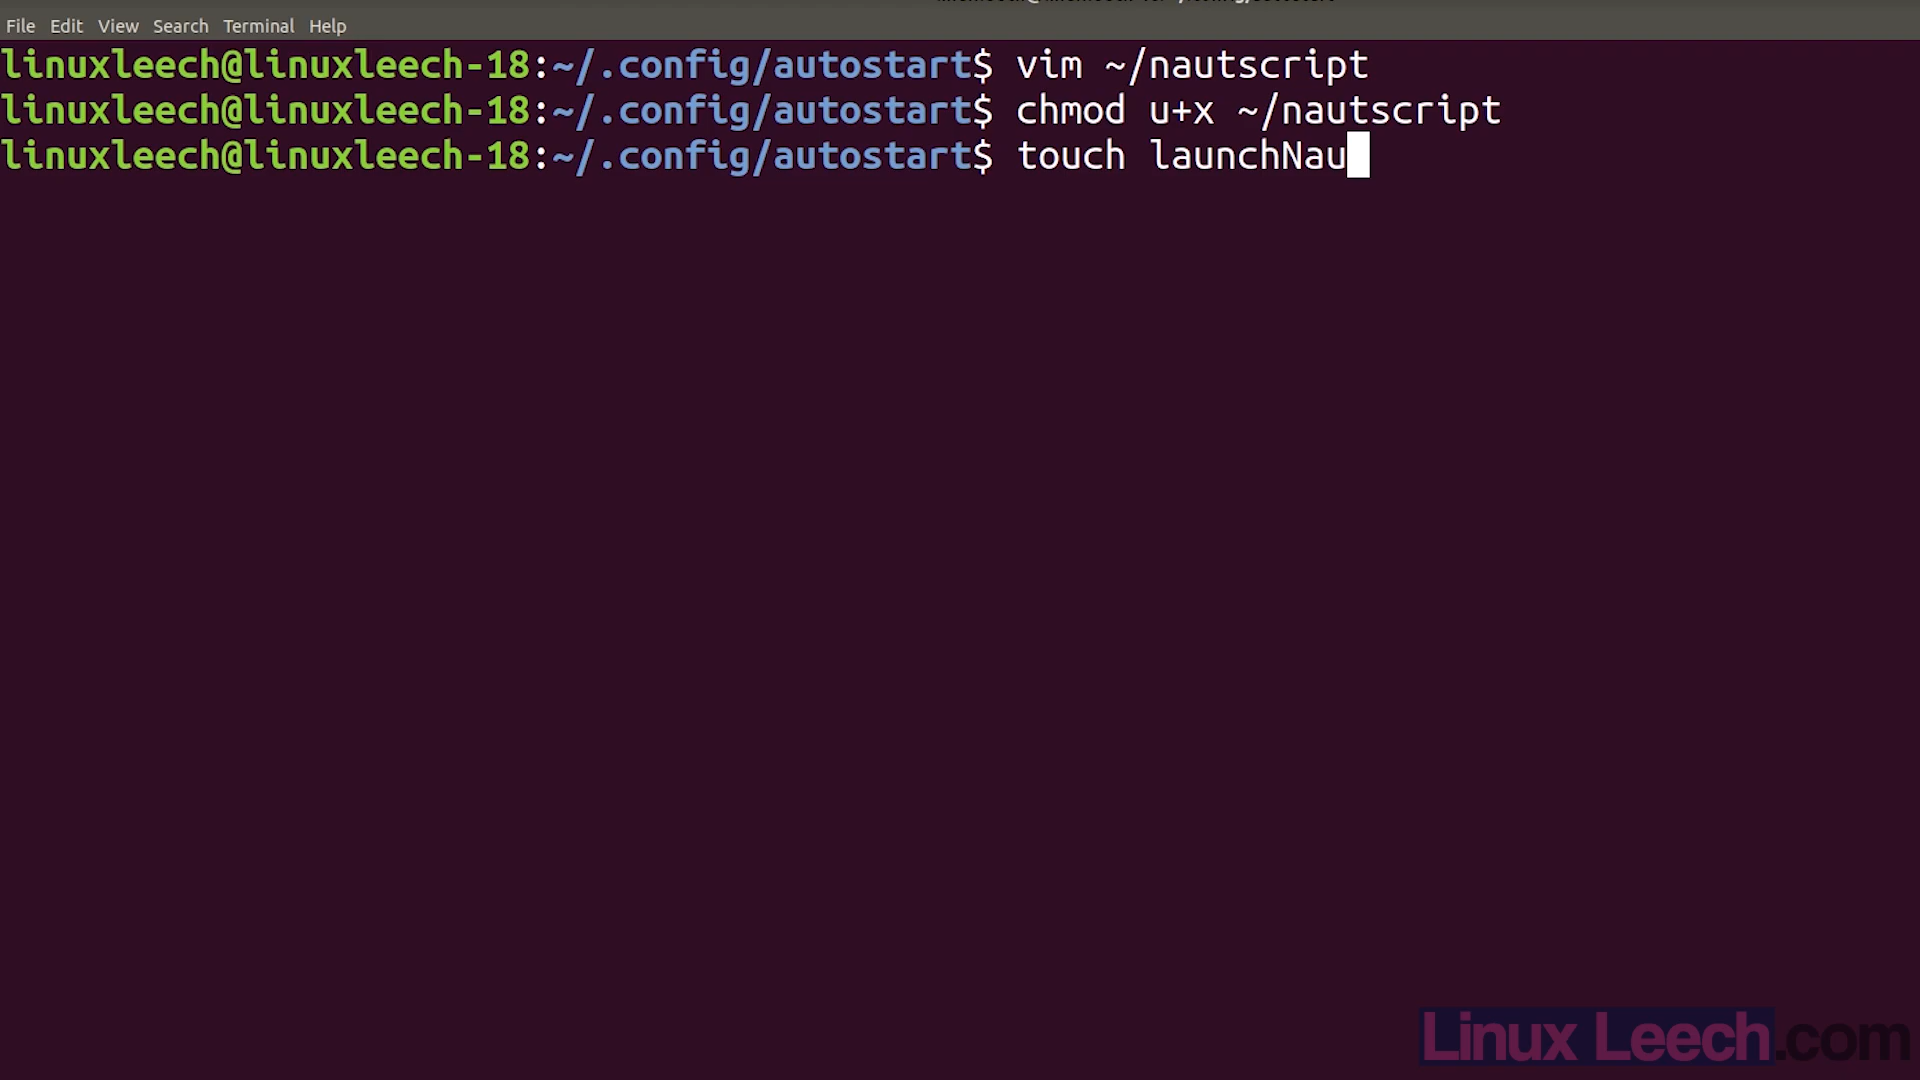 File Edit View Search Terminal Help
linuxleech@linuxleech-18:~/.config/autostart$ vim ~/nautscript
linuxleech@linuxleech-18:~/.config/autostart$ chmod u+x ~/nautscript
linuxleech@linuxleech-18:~/.config/autostart$ touch launchNau
Linux Leech.com